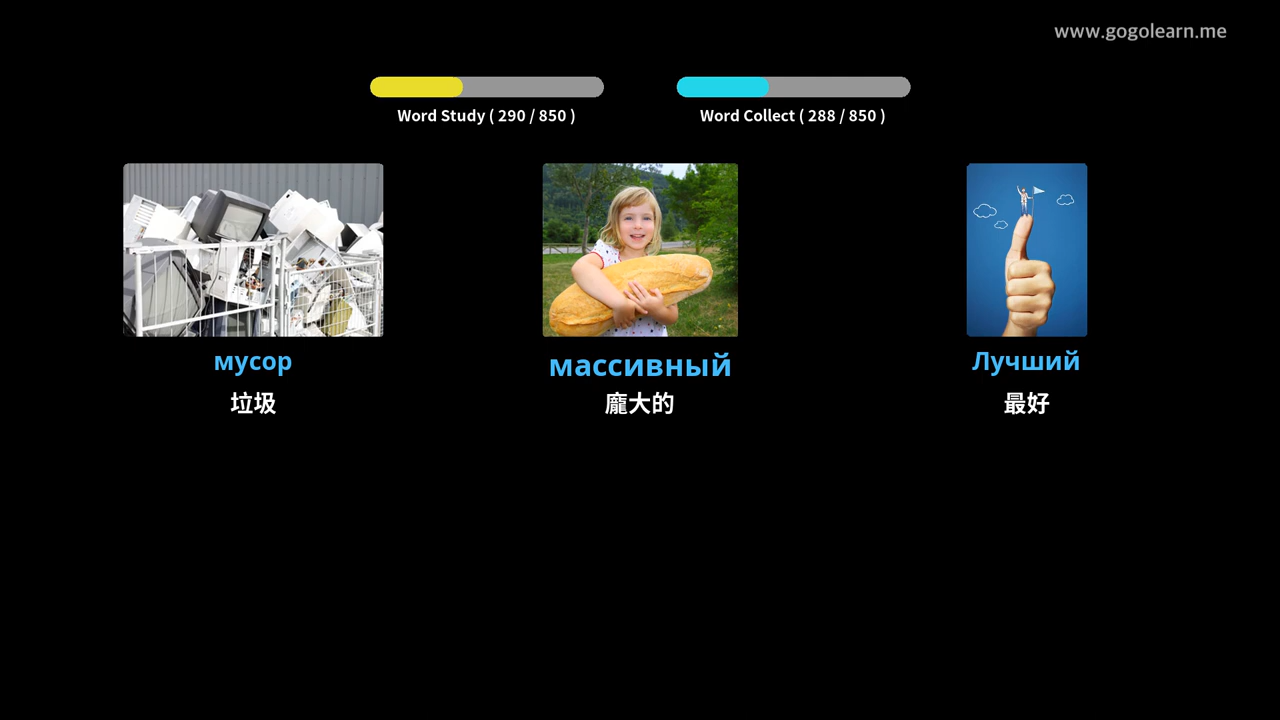 www.gogolearn.me
Word Study ( 290 / 850 )
Word Collect ( 288 / 850 )
мусор
массивный
Лучший
垃圾
龐大的
最好